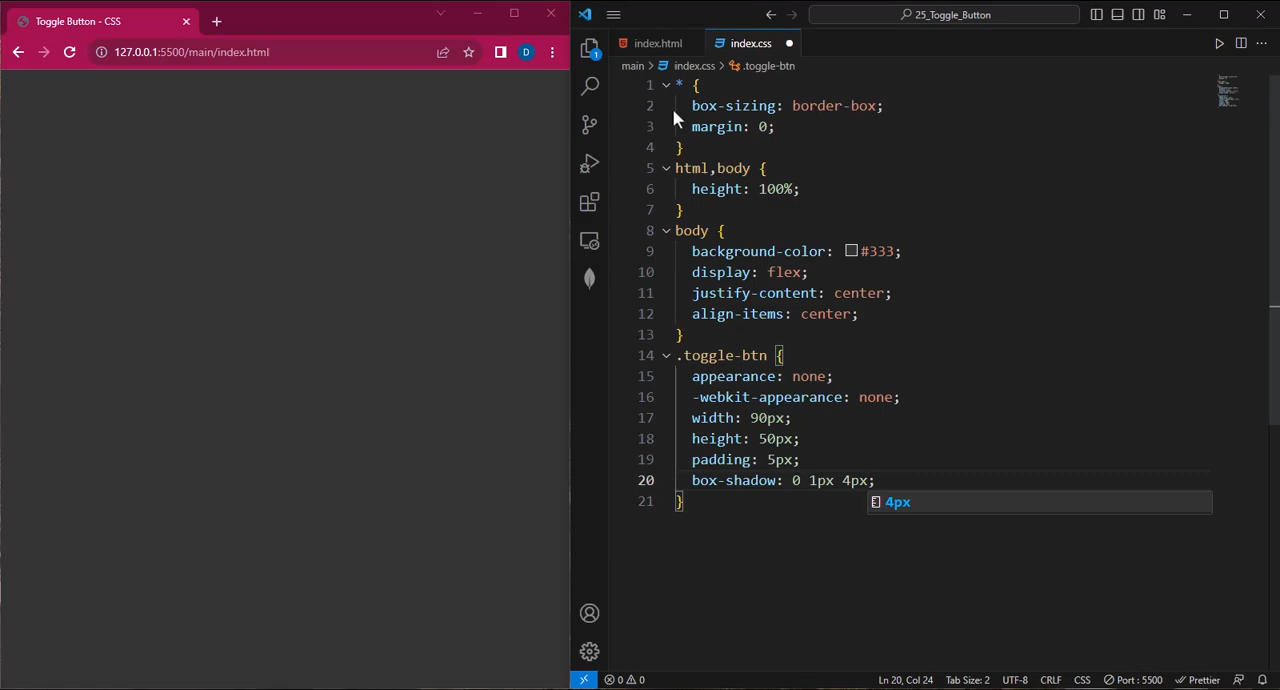 Toggle Button - CSS
127.0.0.1:5500/main/index.html
D
25_Toggle_Button
1
index.html
index.css
main > index.css > .toggle-btn
1 * {
2 box-sizing: border-box;
3 margin: 0;
4 }
5 html,body {
6 height: 100%;
7 }
8 body {
9 background-color: #333;
10 display: flex;
11 justify-content: center;
12 align-items: center;
13 }
14 .toggle-btn {
15 appearance: none;
16 -webkit-appearance: none;
17 width: 90px;
18 height: 50px;
19 padding: 5px;
20 box-shadow: 0 1px 4px;
21 }
4px
0 0 Ln 20, Col 24 Tab Size: 2 UTF-8 CRLF CSS Port : 5500 Prettier